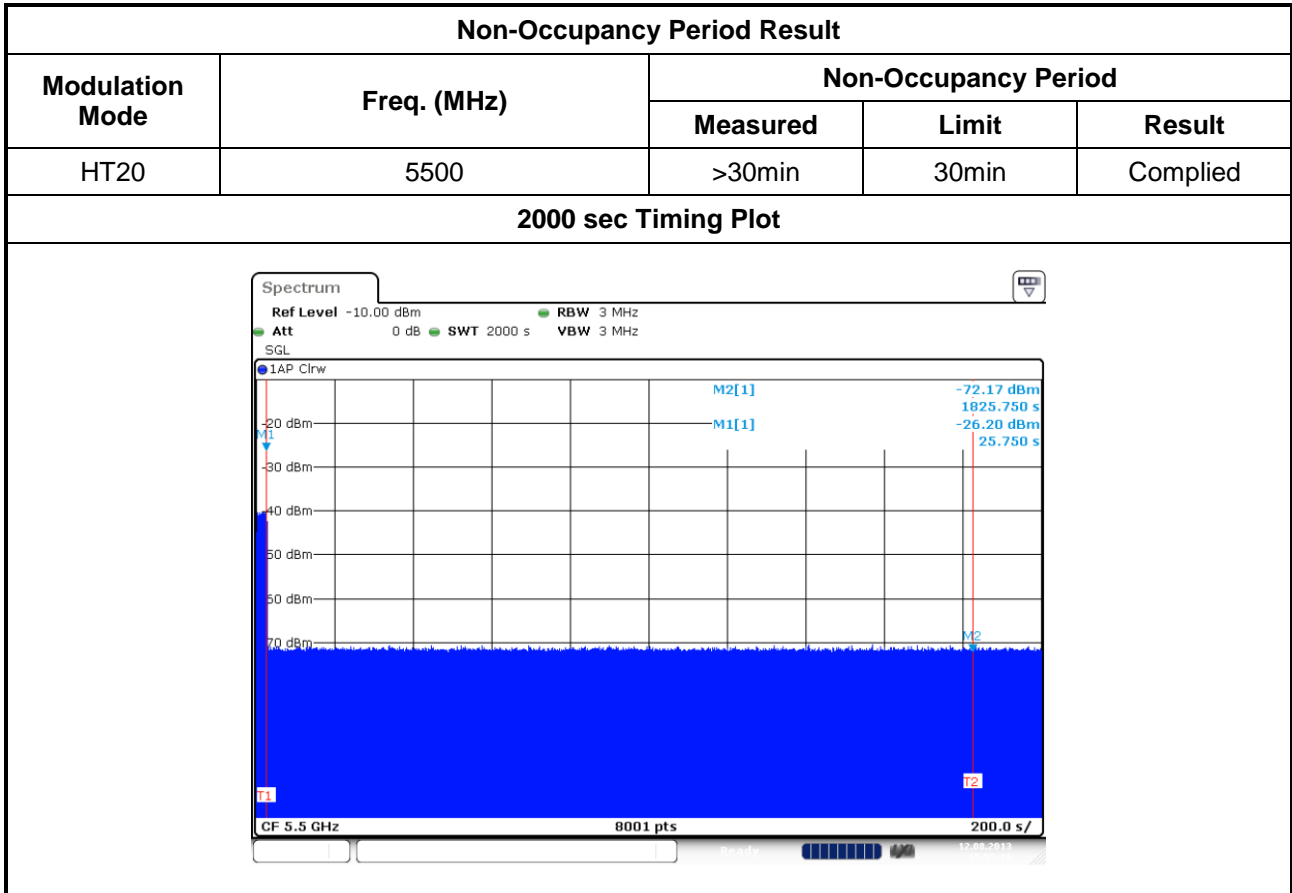 Non-Occupancy Period Result
Modulation Mode
Freq. (MHz)
Non-Occupancy Period
Measured
Limit
Result
HT20
5500
>30min
30min
Complied
2000 sec Timing Plot
Spectrum
Ref Level -10.00 dBm
RBW 3 MHz
Att 0 dB SWT 2000 s VBW 3 MHz
SGL
1AP Clrw
M2[1] -72.17 dBm
1825.750 s
M1[1] -26.20 dBm
25.750 s
-20 dBm
M1
-30 dBm
-40 dBm
50 dBm
60 dBm
70 dBm
M2
T2
T1
CF 5.5 GHz 8001 pts 200.0 s/
Ready
12.08.2013